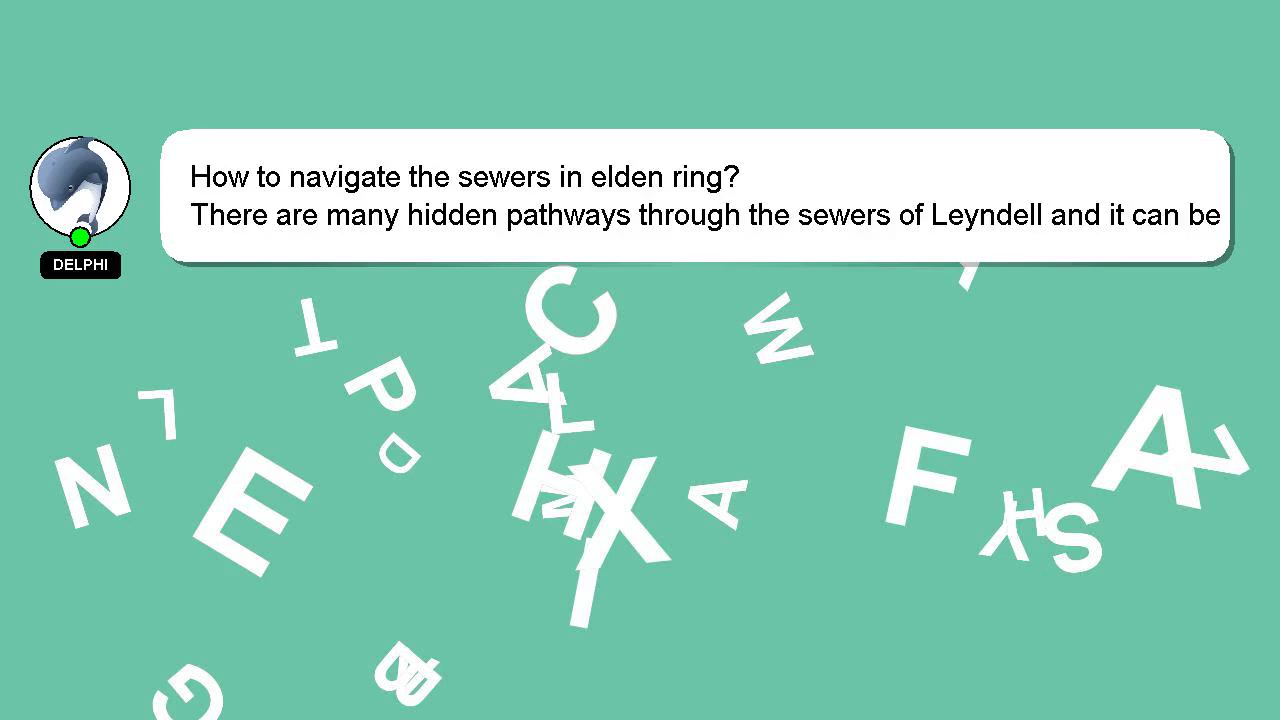 How to navigate the sewers in elden ring?
There are many hidden pathways through the sewers of Leyndell and it can be
DELPHI
C
T
W
P
A
L
L
A
N
E
D
F
Z
H
X
A
H
X
S
I
B
G